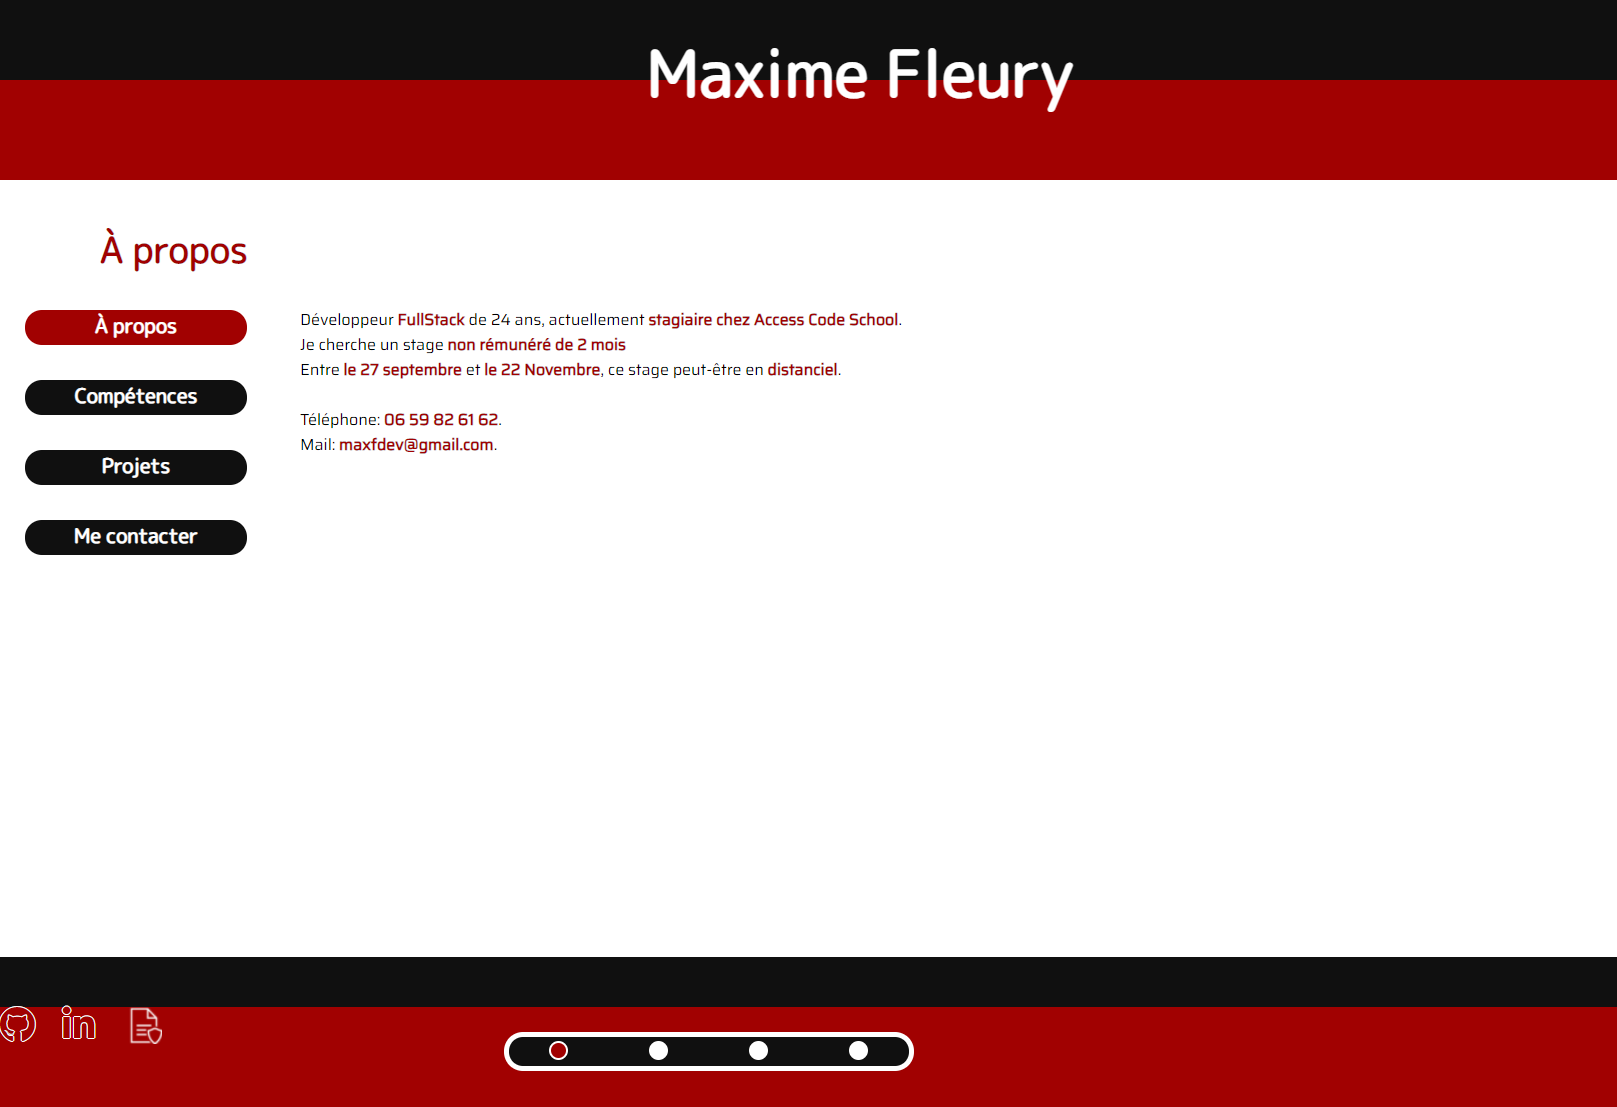 Maxime Fleury
À propos
À propos
Compétences
Projets
Me contacter
Développeur FullStack de 24 ans, actuellement stagiaire chez Access Code School.
Je cherche un stage non rémunéré de 2 mois
Entre le 27 septembre et le 22 Novembre, ce stage peut-être en distanciel.
Téléphone: 06 59 82 61 62.
Mail: maxfdev@gmail.com.
in